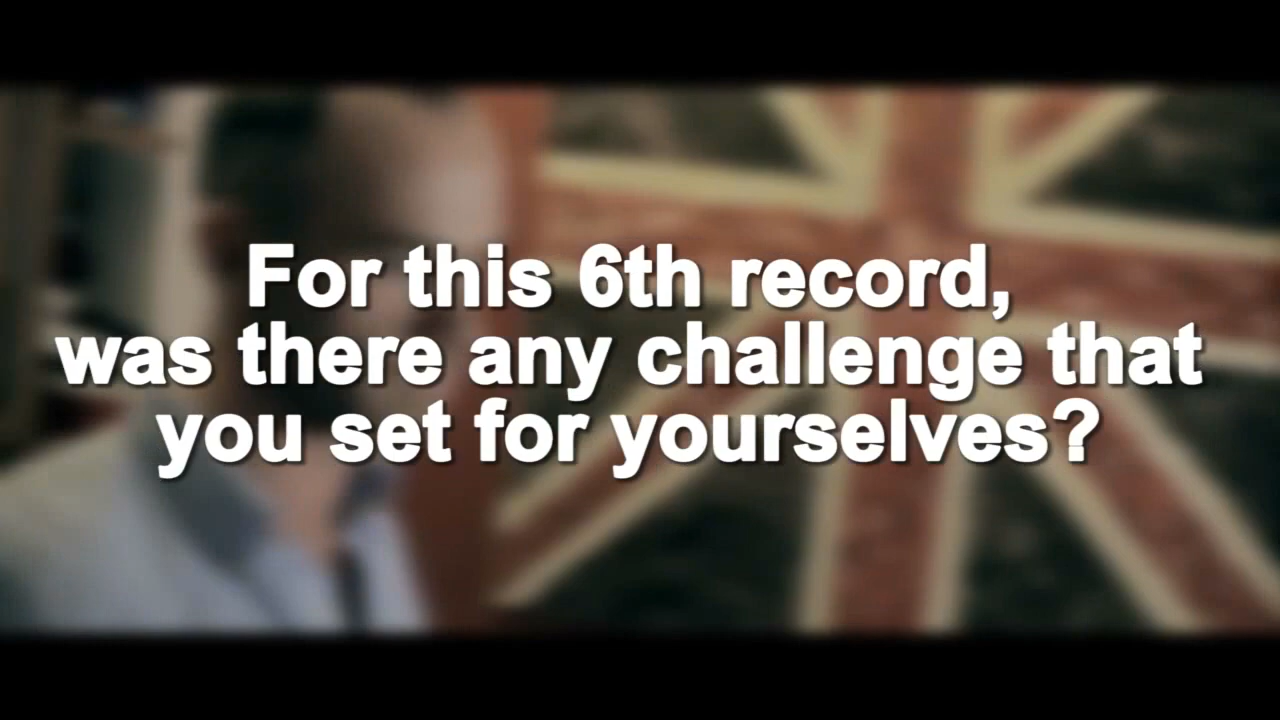 For this 6th record,
was there any challenge that
you set for yourselves?